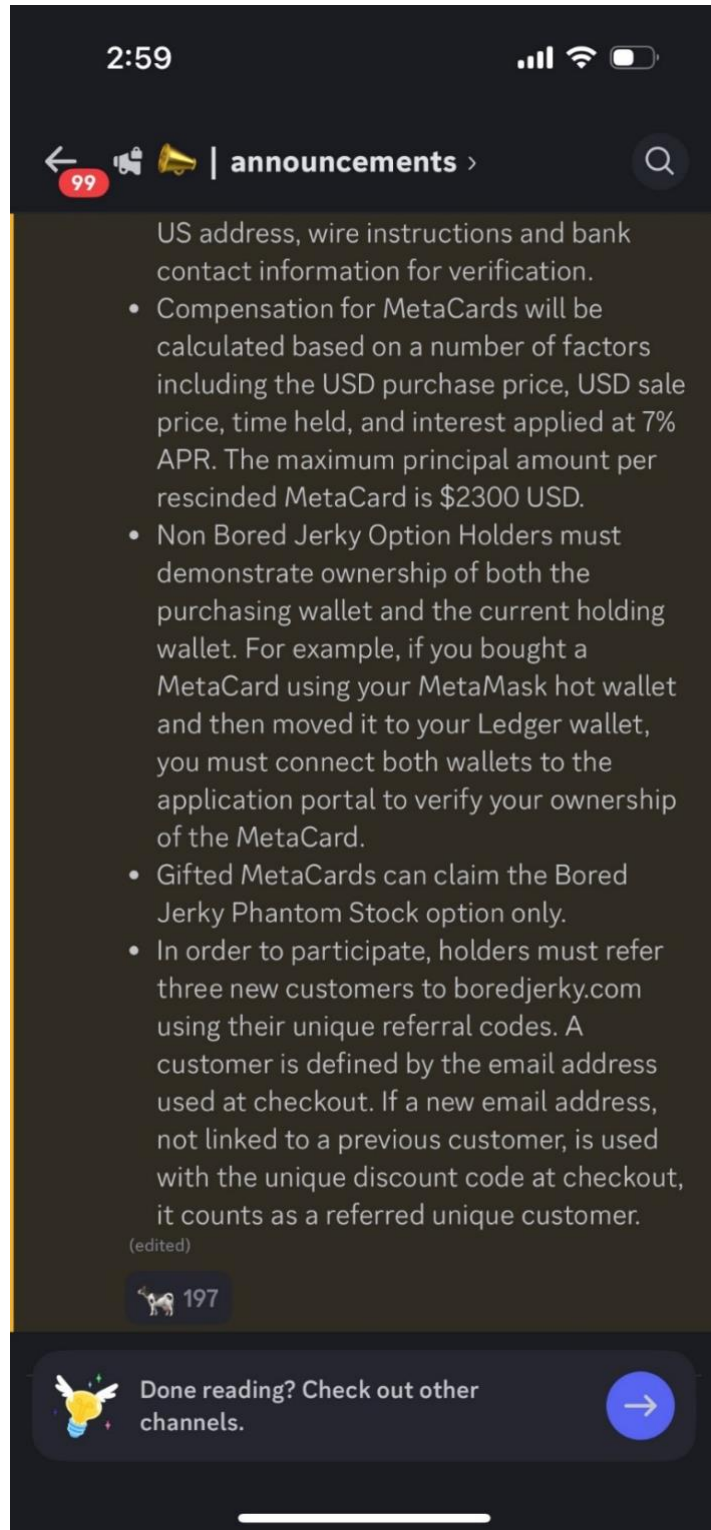 2:59
99
| announcements >
US address, wire instructions and bank
contact information for verification.
• Compensation for MetaCards will be
calculated based on a number of factors
including the USD purchase price, USD sale
price, time held, and interest applied at 7%
APR. The maximum principal amount per
rescinded MetaCard is $2300 USD.
• Non Bored Jerky Option Holders must
demonstrate ownership of both the
purchasing wallet and the current holding
wallet. For example, if you bought a
MetaCard using your MetaMask hot wallet
and then moved it to your Ledger wallet,
you must connect both wallets to the
application portal to verify your ownership
of the MetaCard.
• Gifted MetaCards can claim the Bored
Jerky Phantom Stock option only.
• In order to participate, holders must refer
three new customers to boredjerky.com
using their unique referral codes. A
customer is defined by the email address
used at checkout. If a new email address,
not linked to a previous customer, is used
with the unique discount code at checkout,
it counts as a referred unique customer.
(edited)
197
Done reading? Check out other
channels.